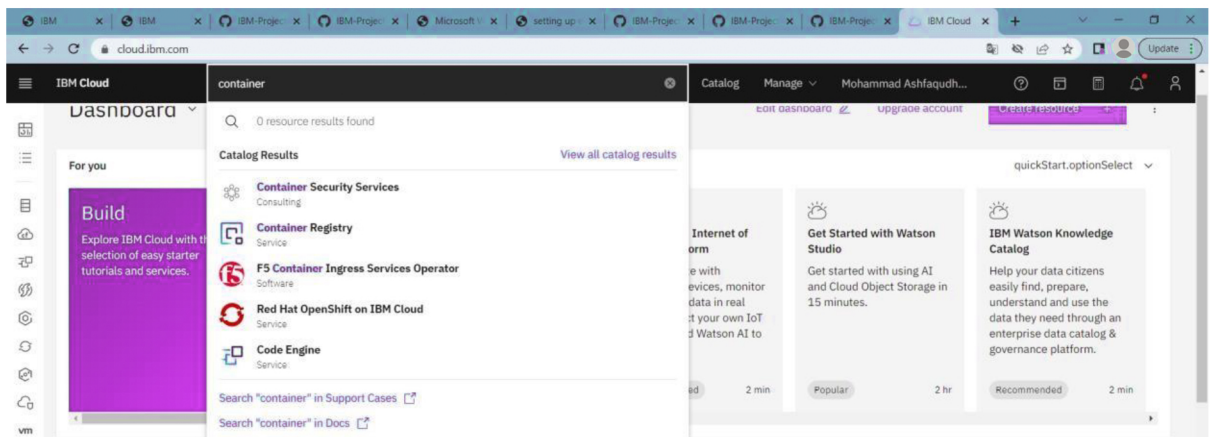 IBM
IBM
IBM-Projec
IBM-Projec
Microsoft V
setting up
IBM-Projec
IBM-Projec
IBM-Projec
IBM Cloud
cloud.ibm.com
Update
IBM Cloud
container
Catalog
Manage
Mohammad Ashfaqudh...
Dashboard
Edit dashboard
Upgrade account
Create resource
0 resource results found
Catalog Results
View all catalog results
For you
quickStart.optionSelect
Build
Explore IBM Cloud with th
selection of easy starter
tutorials and services.
Container Security Services
Consulting
Container Registry
Service
F5 Container Ingress Services Operator
Software
Red Hat OpenShift on IBM Cloud
Service
Code Engine
Service
Search "container" in Support Cases
Search "container" in Docs
Internet of
orm
e with
evices, monitor
data in real
t your own IoT
d Watson AI to
ed
2 min
Get Started with Watson
Studio
Get started with using AI
and Cloud Object Storage in
15 minutes.
Popular
2 hr
IBM Watson Knowledge
Catalog
Help your data citizens
easily find, prepare,
understand and use the
data they need through an
enterprise data catalog &
governance platform.
Recommended
2 min
vm